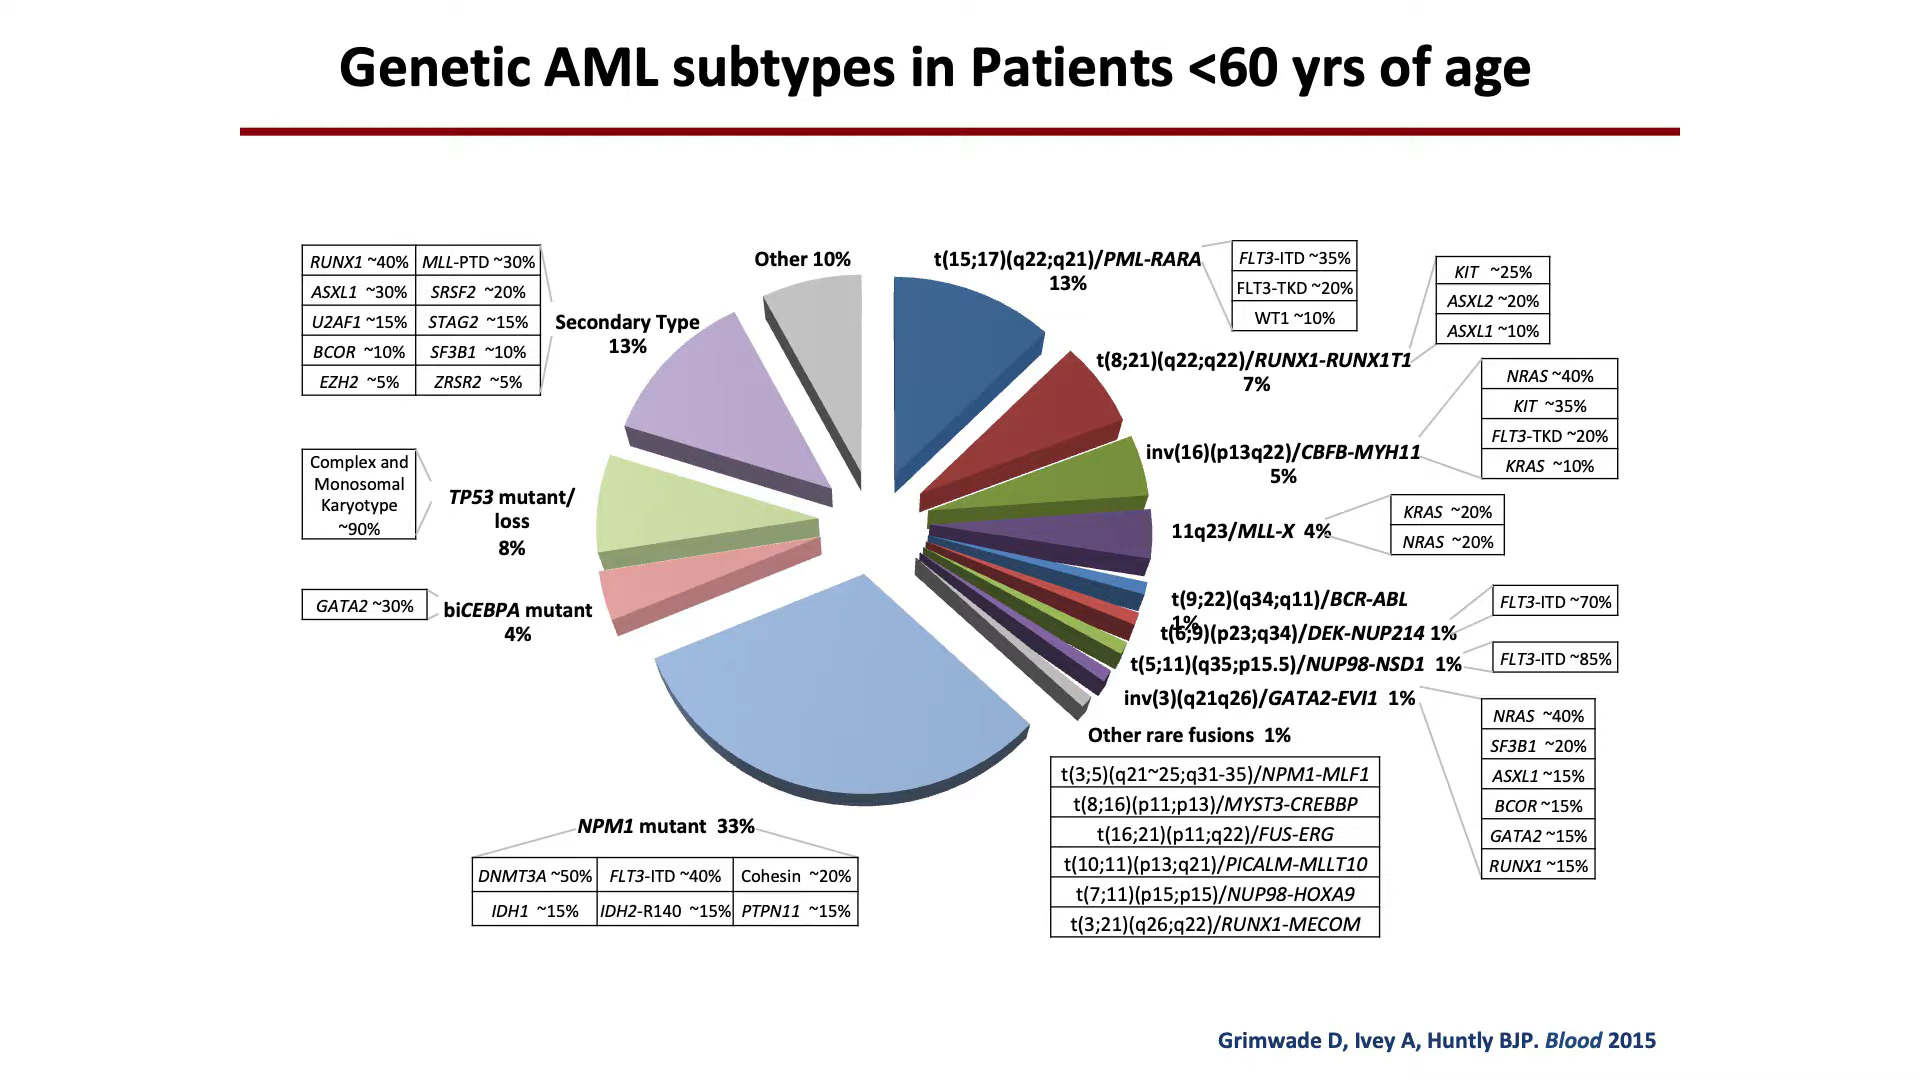 Genetic AML subtypes in Patients <60 yrs of age
RUNX1 ~40% MLL-PTD ~30%
ASXL1 ~30% SRSF2 ~20%
U2AF1 ~15% STAG2 ~15%
BCOR ~10% SF3B1 ~10%
EZH2 ~5% ZRSR2 ~5%
Secondary Type
13%
Other 10%
t(15;17)(q22;q21)/PML-RARA
13%
FLT3-ITD ~35%
FLT3-TKD ~20%
WT1 ~10%
t(8;21)(q22;q22)/RUNX1-RUNX1T1
7%
KIT ~25%
ASXL2 ~20%
ASXL1 ~10%
inv(16)(p13q22)/CBFB-MYH11
5%
NRAS ~40%
KIT ~35%
FLT3-TKD ~20%
KRAS ~10%
11q23/MLL-X 4%
KRAS ~20%
NRAS ~20%
t(9;22)(q34;q11)/BCR-ABL
1%
t(6;9)(p23;q34)/DEK-NUP214 1%
FLT3-ITD ~70%
t(5;11)(q35;p15.5)/NUP98-NSD1 1%
FLT3-ITD ~85%
inv(3)(q21q26)/GATA2-EVI1 1%
NRAS ~40%
SF3B1 ~20%
ASXL1 ~15%
BCOR ~15%
GATA2 ~15%
RUNX1 ~15%
Other rare fusions 1%
t(3;5)(q21~25;q31-35)/NPM1-MLF1
t(8;16)(p11;p13)/MYST3-CREBBP
t(16;21)(p11;q22)/FUS-ERG
t(10;11)(p13;q21)/PICALM-MLLT10
t(7;11)(p15;p15)/NUP98-HOXA9
t(3;21)(q26;q22)/RUNX1-MECOM
Complex and
Monosomal
Karyotype
~90%
TP53 mutant/
loss
8%
GATA2 ~30%
biCEBPA mutant
4%
NPM1 mutant 33%
DNMT3A ~50% FLT3-ITD ~40% Cohesin ~20%
IDH1 ~15% IDH2-R140 ~15% PTPN11 ~15%
Grimwade D, Ivey A, Huntly BJP. Blood 2015